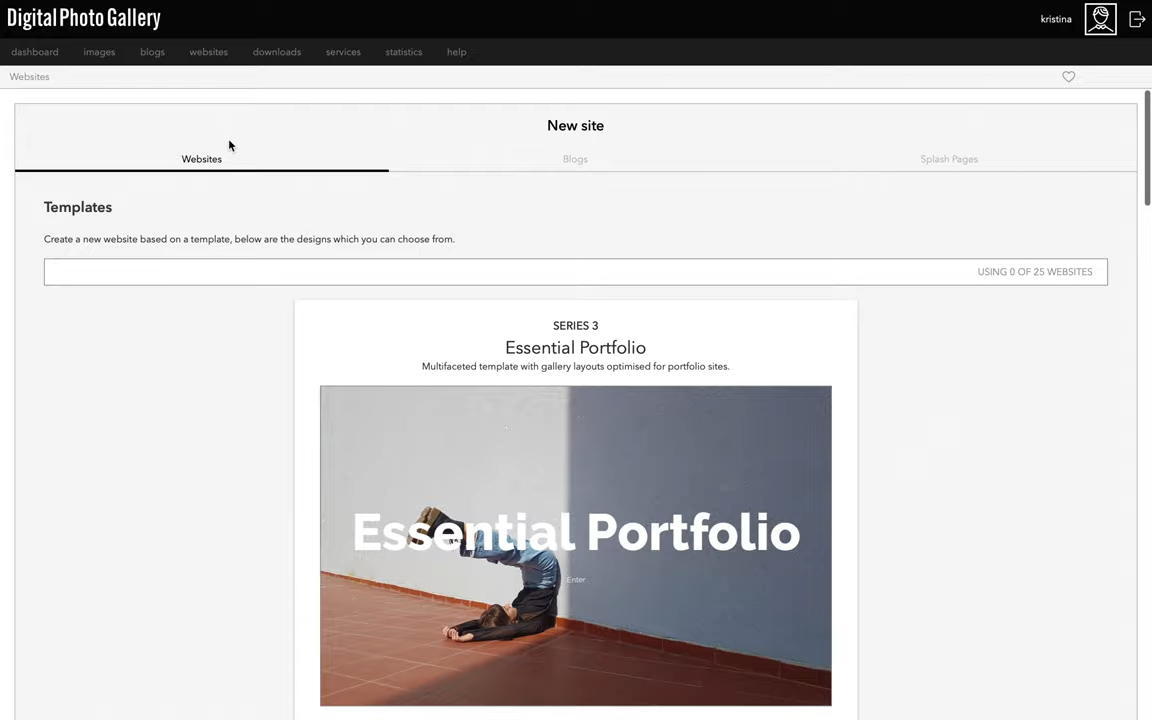 Digital Photo Gallery
kristina
dashboard images blogs websites downloads services statistics help
Websites
New site
Websites Blogs Splash Pages
Templates
Create a new website based on a template, below are the designs which you can choose from.
USING 0 OF 25 WEBSITES
SERIES 3
Essential Portfolio
Multifaceted template with gallery layouts optimised for portfolio sites.
Essential Portfolio
Enter